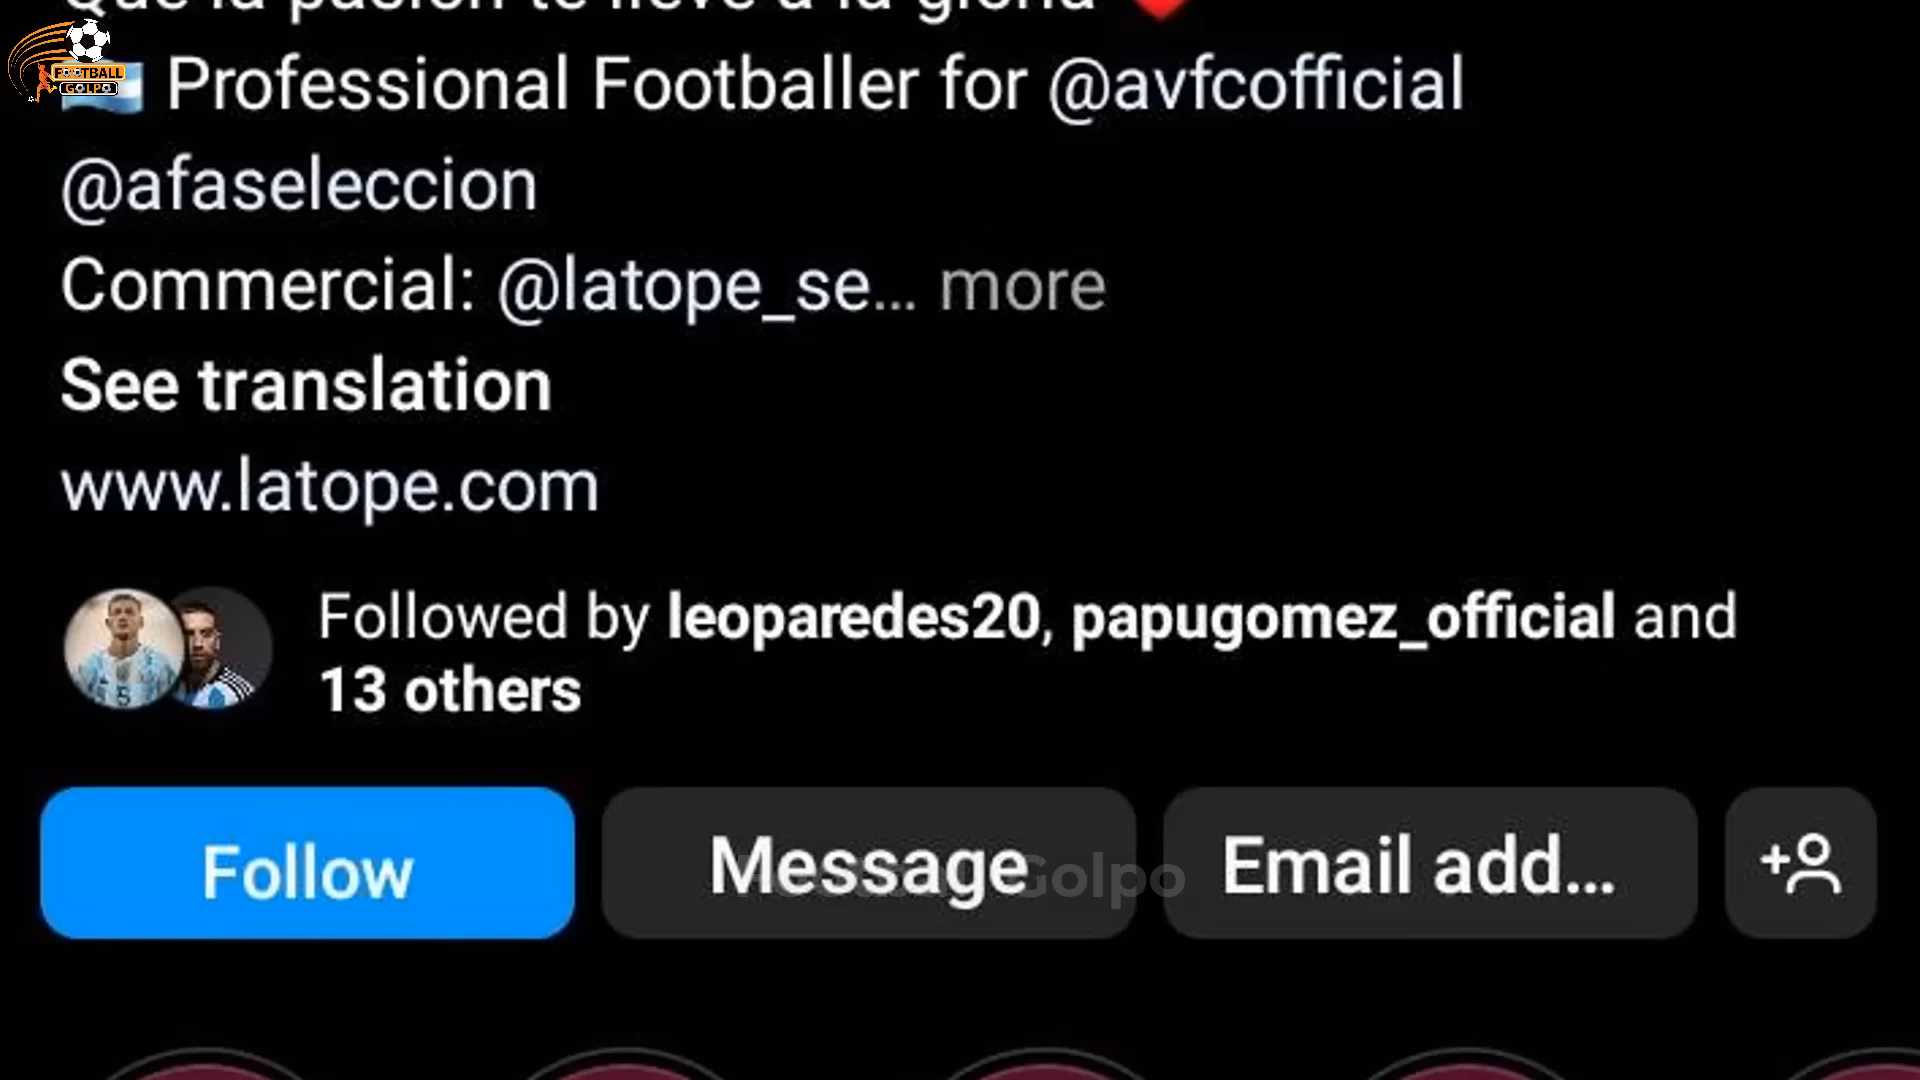 Que la pasión te lleve a la gloria
FOOTBALL
GOLPO
Professional Footballer for @avfcofficial
@afaseleccion
Commercial: @latope_se... more
See translation
www.latope.com
Followed by leoparedes20, papugomez_official and
13 others
Follow
Message
Golpo
Email add...